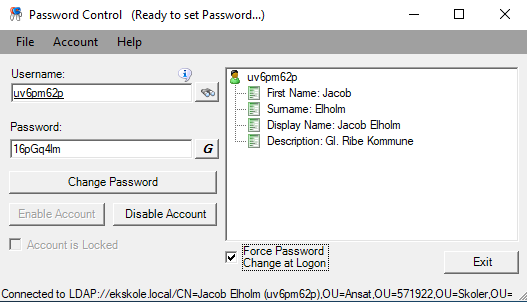 Password Control   (Ready to set Password...)
File Account Help
Username:
uv6pm62p
Password:
16pGq4lm
G
Change Password
Enable Account
Disable Account
Account is Locked
uv6pm62p
First Name: Jacob
Surname: Elholm
Display Name: Jacob Elholm
Description: Gl. Ribe Kommune
Force Password
Change at Logon
Exit
Connected to LDAP://ekskole.local/CN=Jacob Elholm (uv6pm62p),OU=Ansat,OU=571922,OU=Skoler,OU=